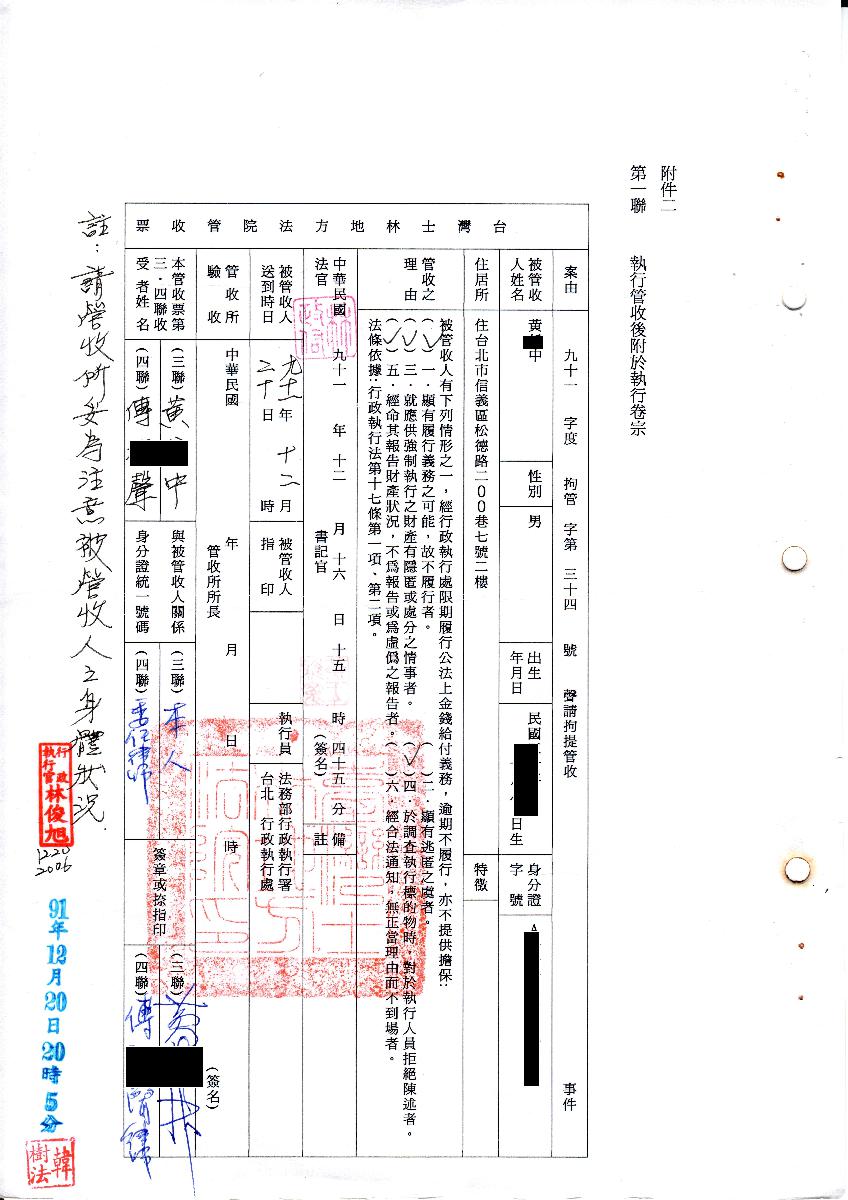 附件二
第一聯 執行管收後附於執行卷宗
台灣士林地方法院管收票
案由 九十一 字度 拘管 字第 三十四 號 聲請拘提管收 事件
被管收人姓名 黃 中 性別 男 出生年月日 民國 日生 身分證字號 A
住居所 住台北市信義區松德路二00巷七號二樓 特徵
管收之理由
被管收人有下列情形之一，經行政執行處限期履行公法上金錢給付義務，逾期不履行，亦不提供擔保：
(✓)一．顯有履行義務之可能，故不履行者。 ( )二．顯有逃匿之虞者。
(✓)三．就應供強制執行之財產有隱匿或處分之情事者。 (✓)四．於調查執行標的物時，對於執行人員拒絕陳述者。
(✓)五．經命其報告財產狀況，不為報告或為虛偽之報告者。 ( )六．經合法通知，無正當理由而不到場者。
法條依據：行政執行法第十七條第一項、第二項。
中華民國 九十一 年 十二 月 十六 日 十五 時 四十五 分
法官 書記官 (簽名) 備註
被管收人送到時日 九十一年 十二月 二十日 時 被管收人指印 執行員 法務部行政執行署台北 行政執行處
管收所驗收 中華民國 年 月 日 時
管收所所長 (簽名)
本管收票第三．四聯收受者姓名 (三聯) 黃 中 與被管收人關係 (三聯) 本人 簽章或捺指印 (三聯)
(四聯) 傅 聲 身分證統一號碼 (四聯) 委任律師 (四聯) 傅
註：請管收所妥為注意被管收人之身體狀況．
行政執行官 林俊旭
1220
2006
91年12月20日20時5分
韓樹法